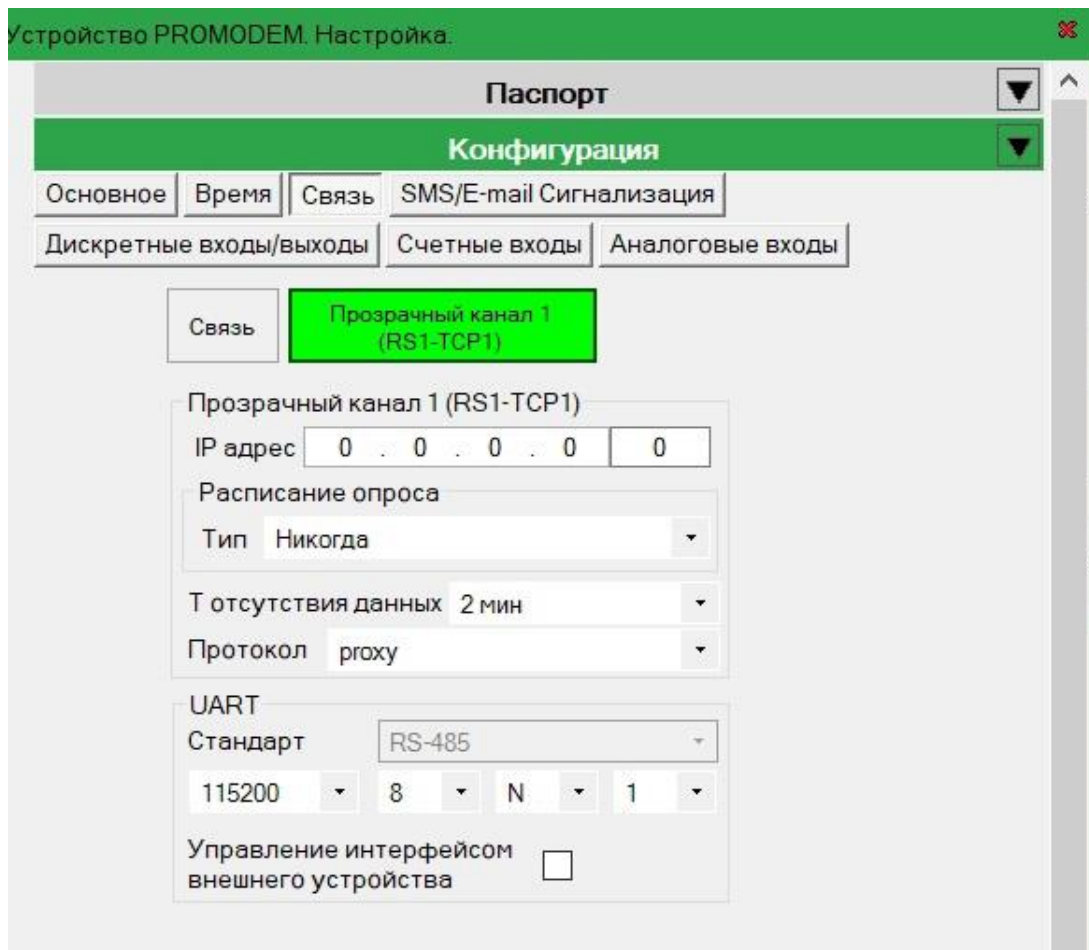 Устройство PROMODEM. Настройка.
Паспорт
Конфигурация
Основное Время Связь SMS/E-mail Сигнализация
Дискретные входы/выходы Счетные входы Аналоговые входы
Связь
Прозрачный канал 1
(RS1-TCP1)
Прозрачный канал 1 (RS1-TCP1)
IP адрес 0 . 0 . 0 . 0 0
Расписание опроса
Тип Никогда
Т отсутствия данных 2 мин
Протокол proxy
UART
Стандарт RS-485
115200 8 N 1
Управление интерфейсом
внешнего устройства